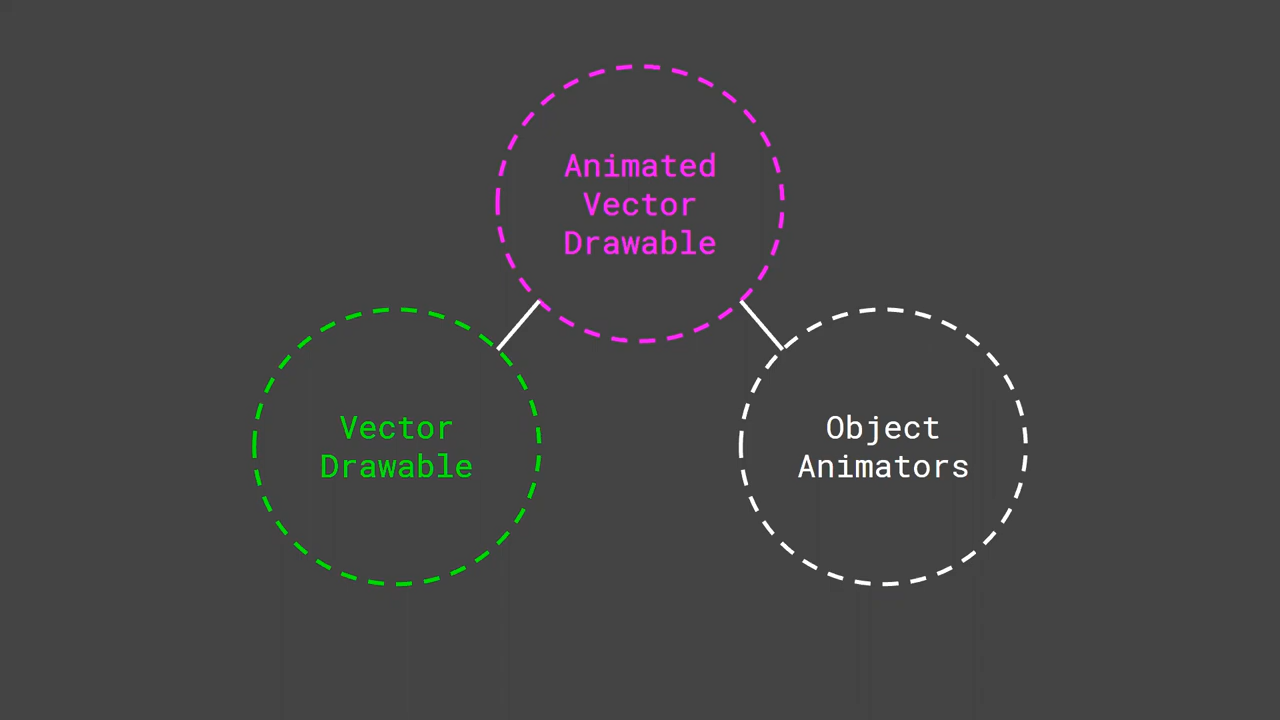 Animated
Vector
Drawable
Vector
Drawable
Object
Animators